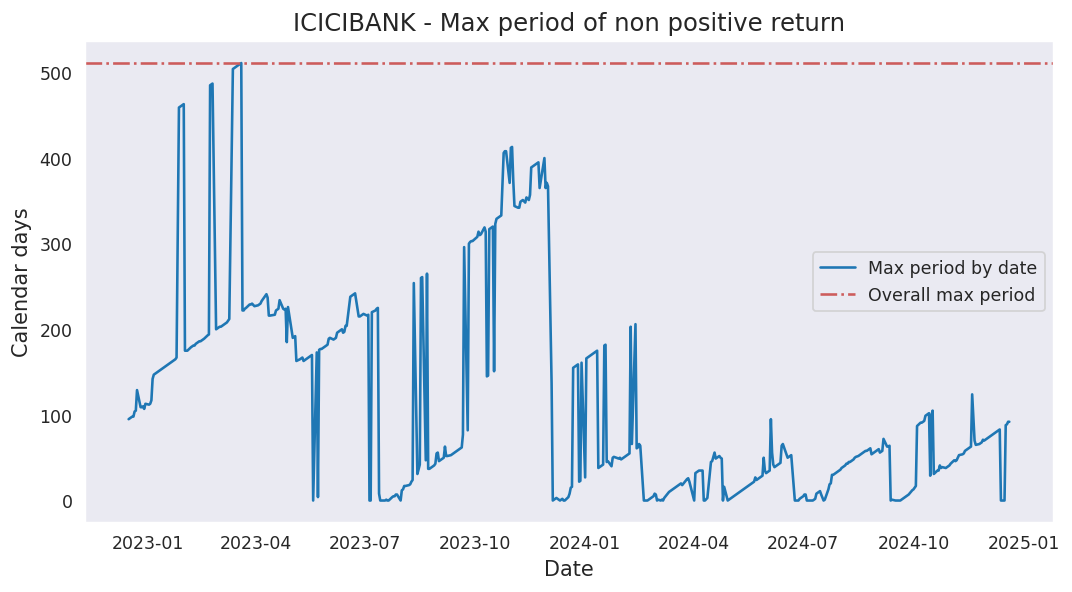 ICICIBANK - Max period of non positive return
Calendar days
500
400
300
200
100
0
Max period by date
Overall max period
2023-01 2023-04 2023-07 2023-10 2024-01 2024-04 2024-07 2024-10 2025-01
Date